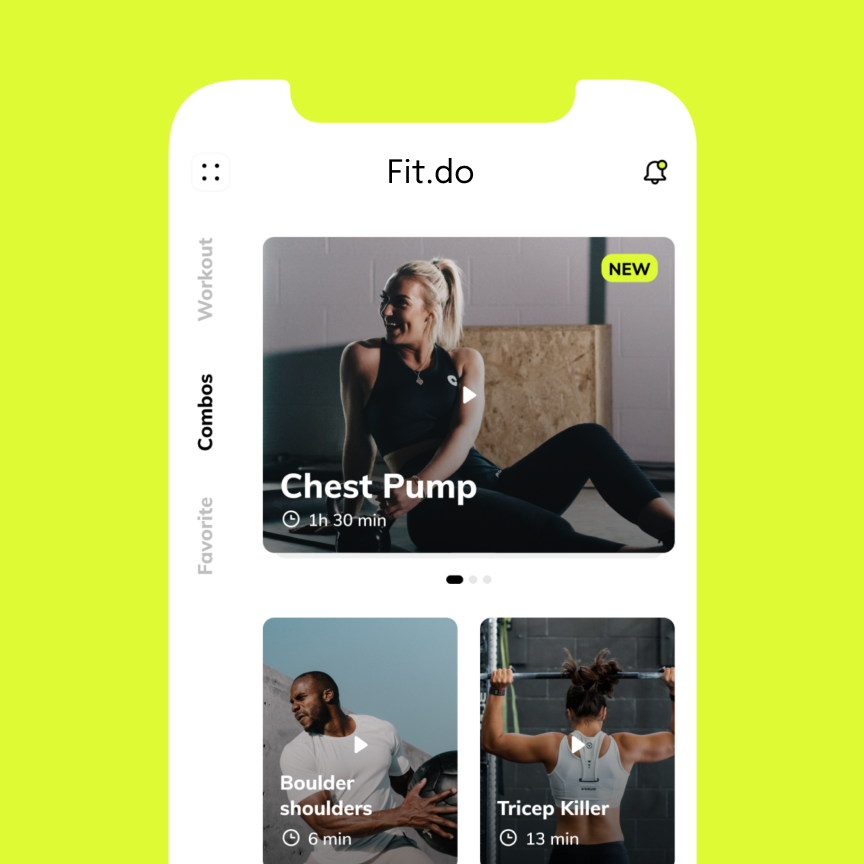 Fit.do
Workout
Combos
Favorite
NEW
Chest Pump
1h 30 min
Boulder
shoulders
6 min
Tricep Killer
13 min